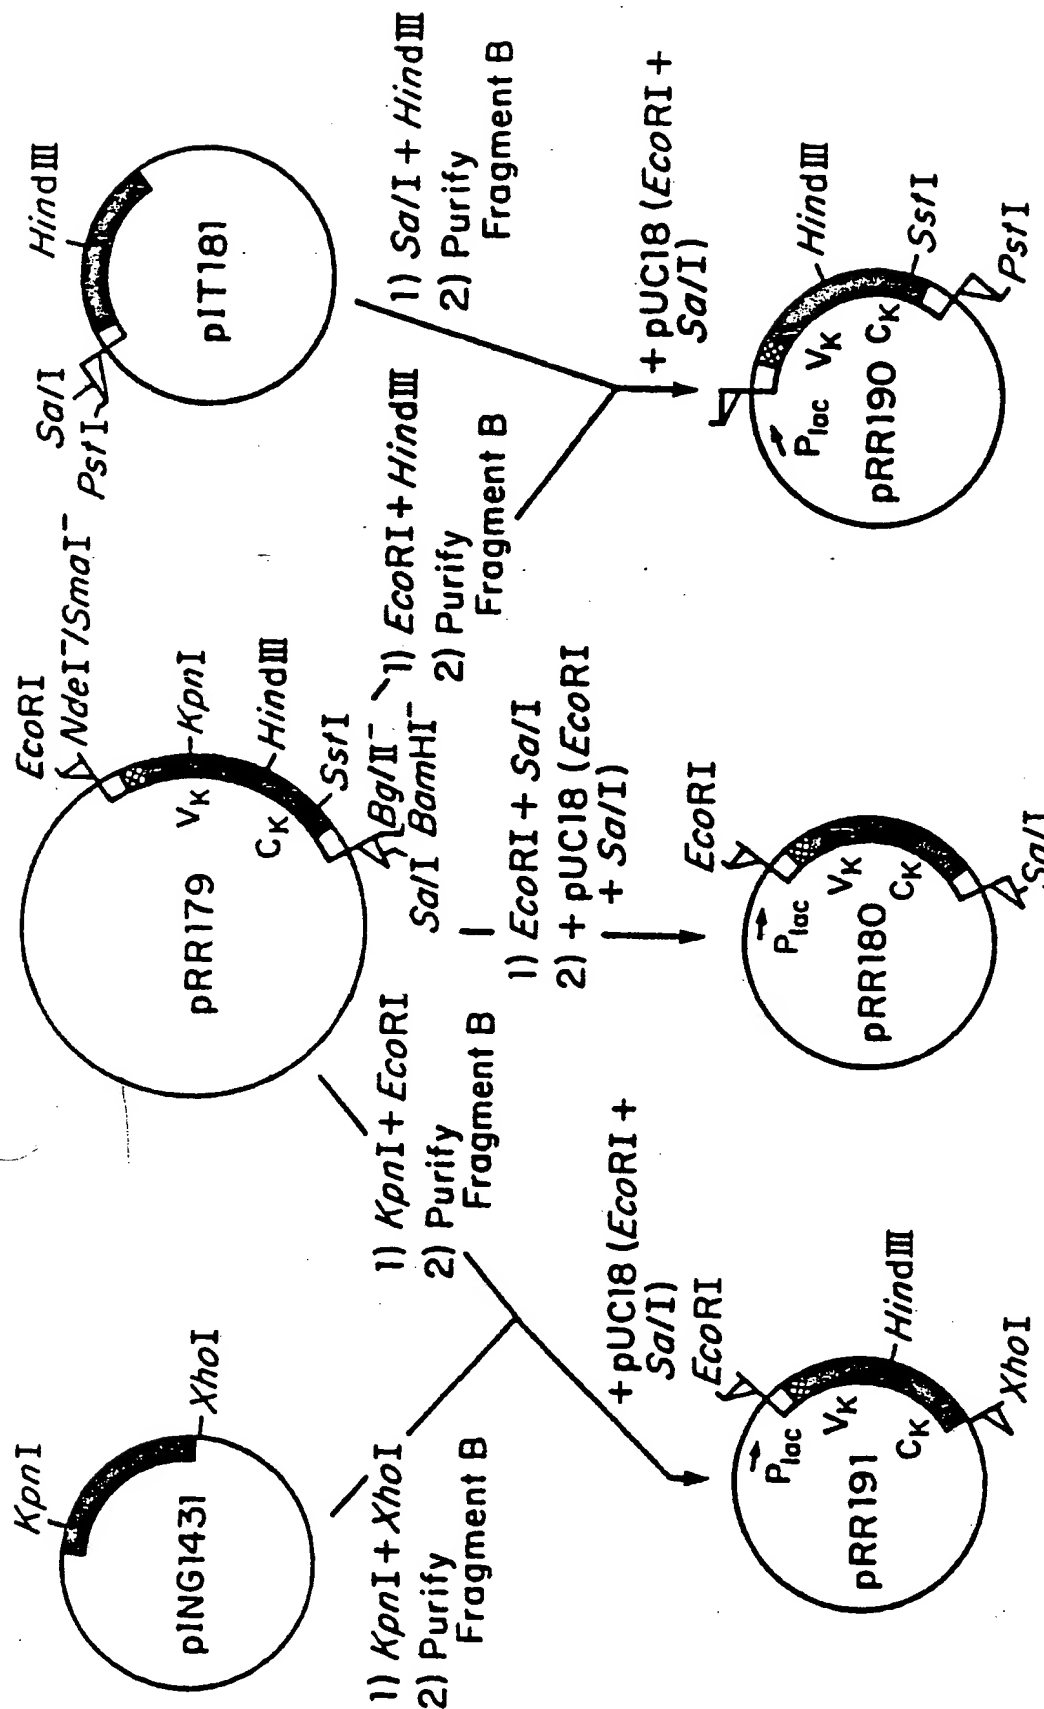 KpnI
XhoI
pING1431
1) KpnI + XhoI
2) Purify
Fragment B
EcoRI
NdeI⁻/SmaI⁻
KpnI
HindIII
SstI
BglII⁻
BamHI⁻
SalI
VK
CK
pRR179
1) KpnI + EcoRI
2) Purify
Fragment B
1) EcoRI + SalI
2) + pUC18 (EcoRI
+ SalI)
1) EcoRI + HindIII
2) Purify
Fragment B
SalI
PstI
HindIII
pIT181
1) SalI + HindIII
2) Purify
Fragment B
+ pUC18 (EcoRI +
SalI)
EcoRI
Plac
VK
CK
HindIII
XhoI
pRR191
EcoRI
Plac
VK
CK
SalI
pRR180
+ pUC18 (EcoRI +
SalI)
Plac
VK
CK
HindIII
SstI
PstI
pRR190